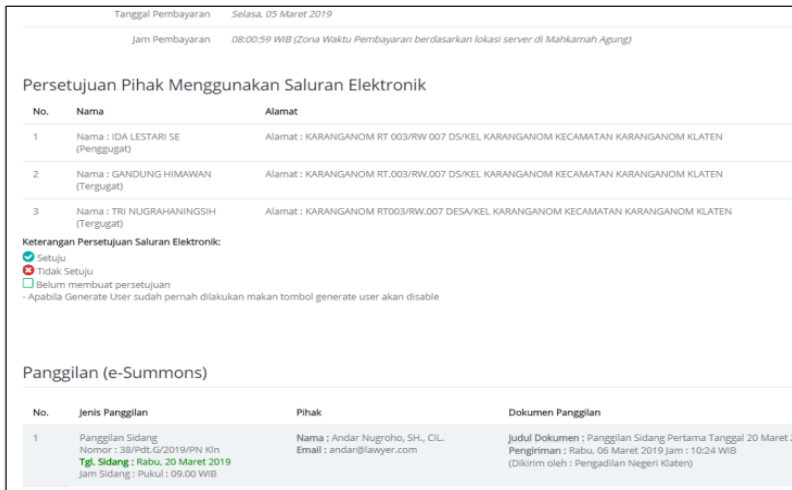 Tanggal Pembayaran Selasa, 05 Maret 2019
Jam Pembayaran 08:00:59 WIB (Zona Waktu Pembayaran berdasarkan lokasi server di Mahkamah Agung)
Persetujuan Pihak Menggunakan Saluran Elektronik
No. Nama Alamat
1 Nama : IDA LESTARI SE Alamat : KARANGANOM RT 003/RW 007 DS/KEL KARANGANOM KECAMATAN KARANGANOM KLATEN
(Penggugat)
2 Nama : GANDUNG HIMAWAN Alamat : KARANGANOM RT.003/RW.007 DS/KEL KARANGANOM KECAMATAN KARANGANOM KLATEN
(Tergugat)
3 Nama : TRI NUGRAHANINGSIH Alamat : KARANGANOM RT003/RW.007 DESA/KEL KARANGANOM KECAMATAN KARANGANOM KLATEN
(Tergugat)
Keterangan Persetujuan Saluran Elektronik:
Setuju
Tidak Setuju
Belum membuat persetujuan
- Apabila Generate User sudah pernah dilakukan makan tombol generate user akan disable
Panggilan (e-Summons)
No. Jenis Panggilan Pihak Dokumen Panggilan
1 Panggilan Sidang Nama : Andar Nugroho, SH., CIL. Judul Dokumen : Panggilan Sidang Pertama Tanggal 20 Maret
Nomor : 38/Pdt.G/2019/PN Kln Email : andar@lawyer.com Pengiriman : Rabu, 06 Maret 2019 Jam : 10:24 WIB
Tgl. Sidang : Rabu, 20 Maret 2019 (Dikirim oleh : Pengadilan Negeri Klaten)
Jam Sidang : Pukul : 09.00 WIB